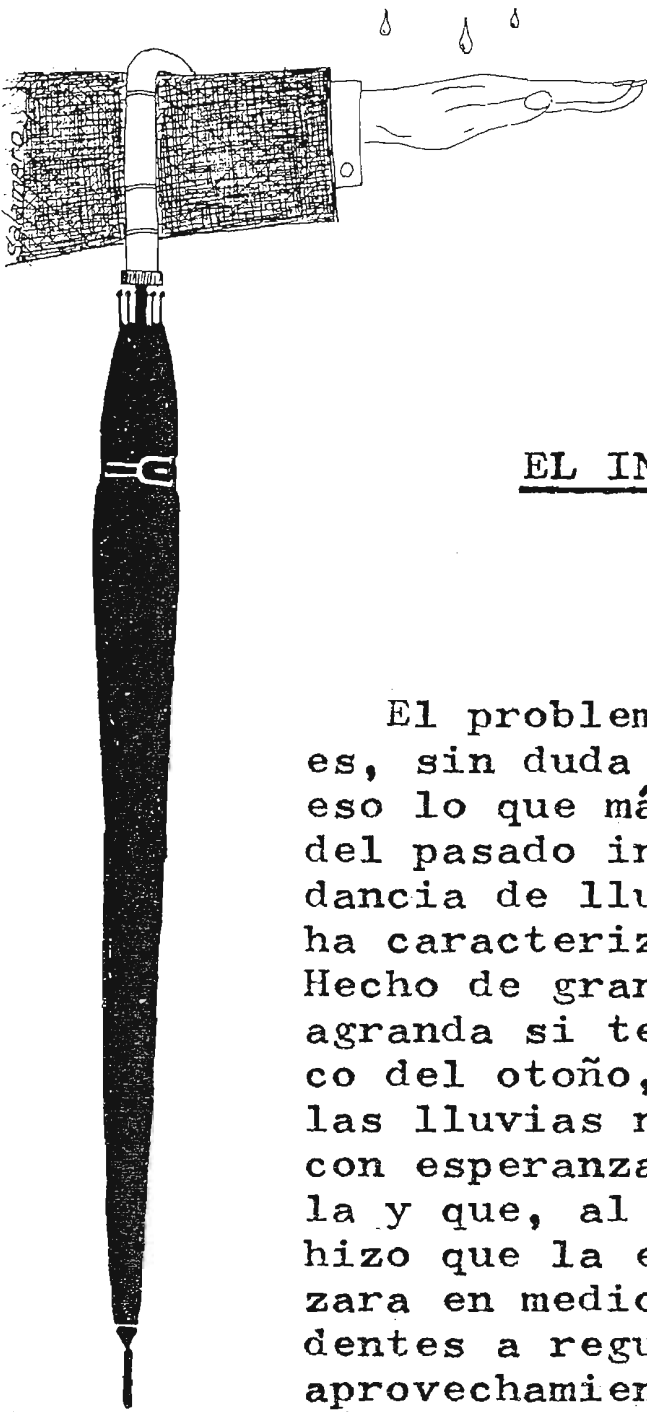 EL IN
El problem
es, sin duda
eso lo que má
del pasado in
dancia de llu
ha caracteriz
Hecho de gran
agranda si te
co del otoño,
las lluvias n
con esperanza
la y que, al
hizo que la e
zara en medio
dentes a regu
aprovechamien